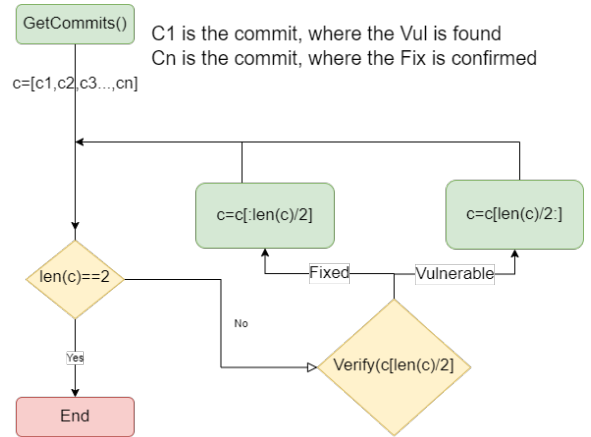 GetCommits()
C1 is the commit, where the Vul is found
Cn is the commit, where the Fix is confirmed
c=[c1,c2,c3...,cn]
c=c[:len(c)/2]
c=c[len(c)/2:]
len(c)==2
Fixed
Vulnerable
No
Yes
Verify(c[len(c)/2]
End